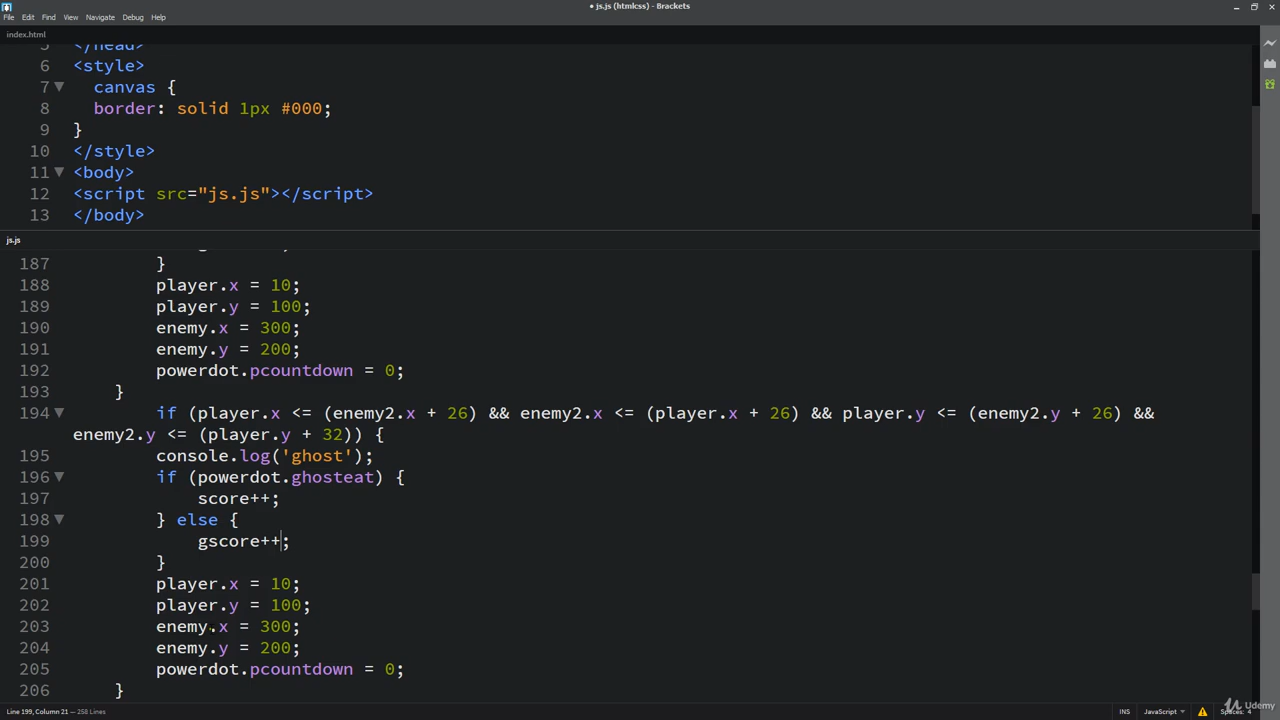 • js.js (htmlcss) - Brackets
File Edit Find View Navigate Debug Help
index.html
5 </head>
6 <style>
7 canvas {
8 border: solid 1px #000;
9 }
10 </style>
11 <body>
12 <script src="js.js"></script>
13 </body>
js.js
187 }
188 player.x = 10;
189 player.y = 100;
190 enemy.x = 300;
191 enemy.y = 200;
192 powerdot.pcountdown = 0;
193 }
194 if (player.x <= (enemy2.x + 26) && enemy2.x <= (player.x + 26) && player.y <= (enemy2.y + 26) &&
enemy2.y <= (player.y + 32)) {
195 console.log('ghost');
196 if (powerdot.ghosteat) {
197 score++;
198 } else {
199 gscore++;
200 }
201 player.x = 10;
202 player.y = 100;
203 enemy.x = 300;
204 enemy.y = 200;
205 powerdot.pcountdown = 0;
206 }
Line 199, Column 21 — 258 Lines
INS JavaScript Spaces: 4
Udemy